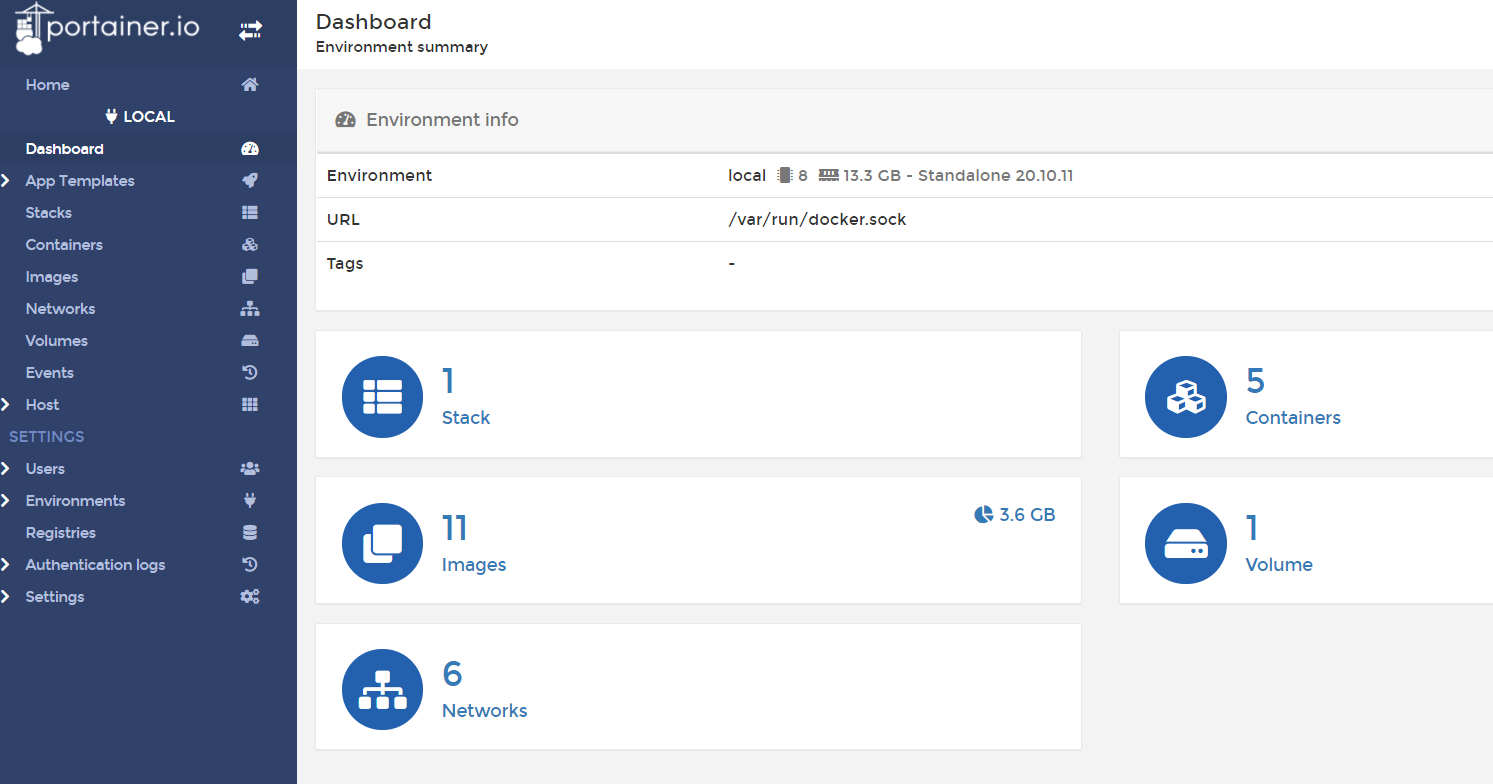 portainer.io
Home
LOCAL
Dashboard
App Templates
Stacks
Containers
Images
Networks
Volumes
Events
Host
SETTINGS
Users
Environments
Registries
Authentication logs
Settings
Dashboard
Environment summary
Environment info
Environment local 8 13.3 GB - Standalone 20.10.11
URL /var/run/docker.sock
Tags -
1
Stack
5
Containers
11
Images
3.6 GB
1
Volume
6
Networks